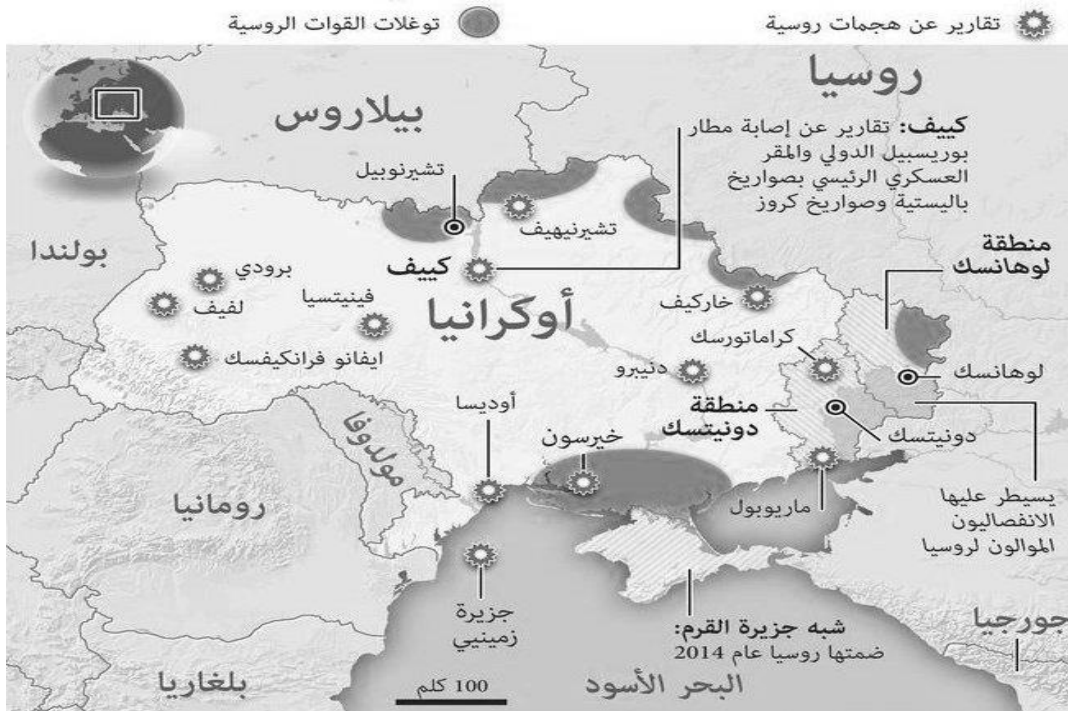 تقارير عن هجمات روسية
توغلات القوات الروسية
روسيا
بيلاروس
كييف: تقارير عن إصابة مطار
بوريسبيل الدولي والمقر
العسكري الرئيسي بصواريخ
باليستية وصواريخ كروز
تشيرنوبيل
تشيرنيهيف
بولندا
منطقة
لوهانسك
كييف
برودي
لفيف
فينيتسيا
أوكرانيا
خاركيف
ايفانو فرانكيفسك
كراماتورسك
دنيبرو
لوهانسك
منطقة
دونيتسك
دونيتسك
أوديسا
خيرسون
مولدوفا
ماريوبول
رومانيا
يسيطر عليها
الانفصاليون
الموالون لروسيا
جزيرة
زمينيي
شبه جزيرة القرم:
ضمتها روسيا عام 2014
جورجيا
بلغاريا
100 كلم
البحر الأسود